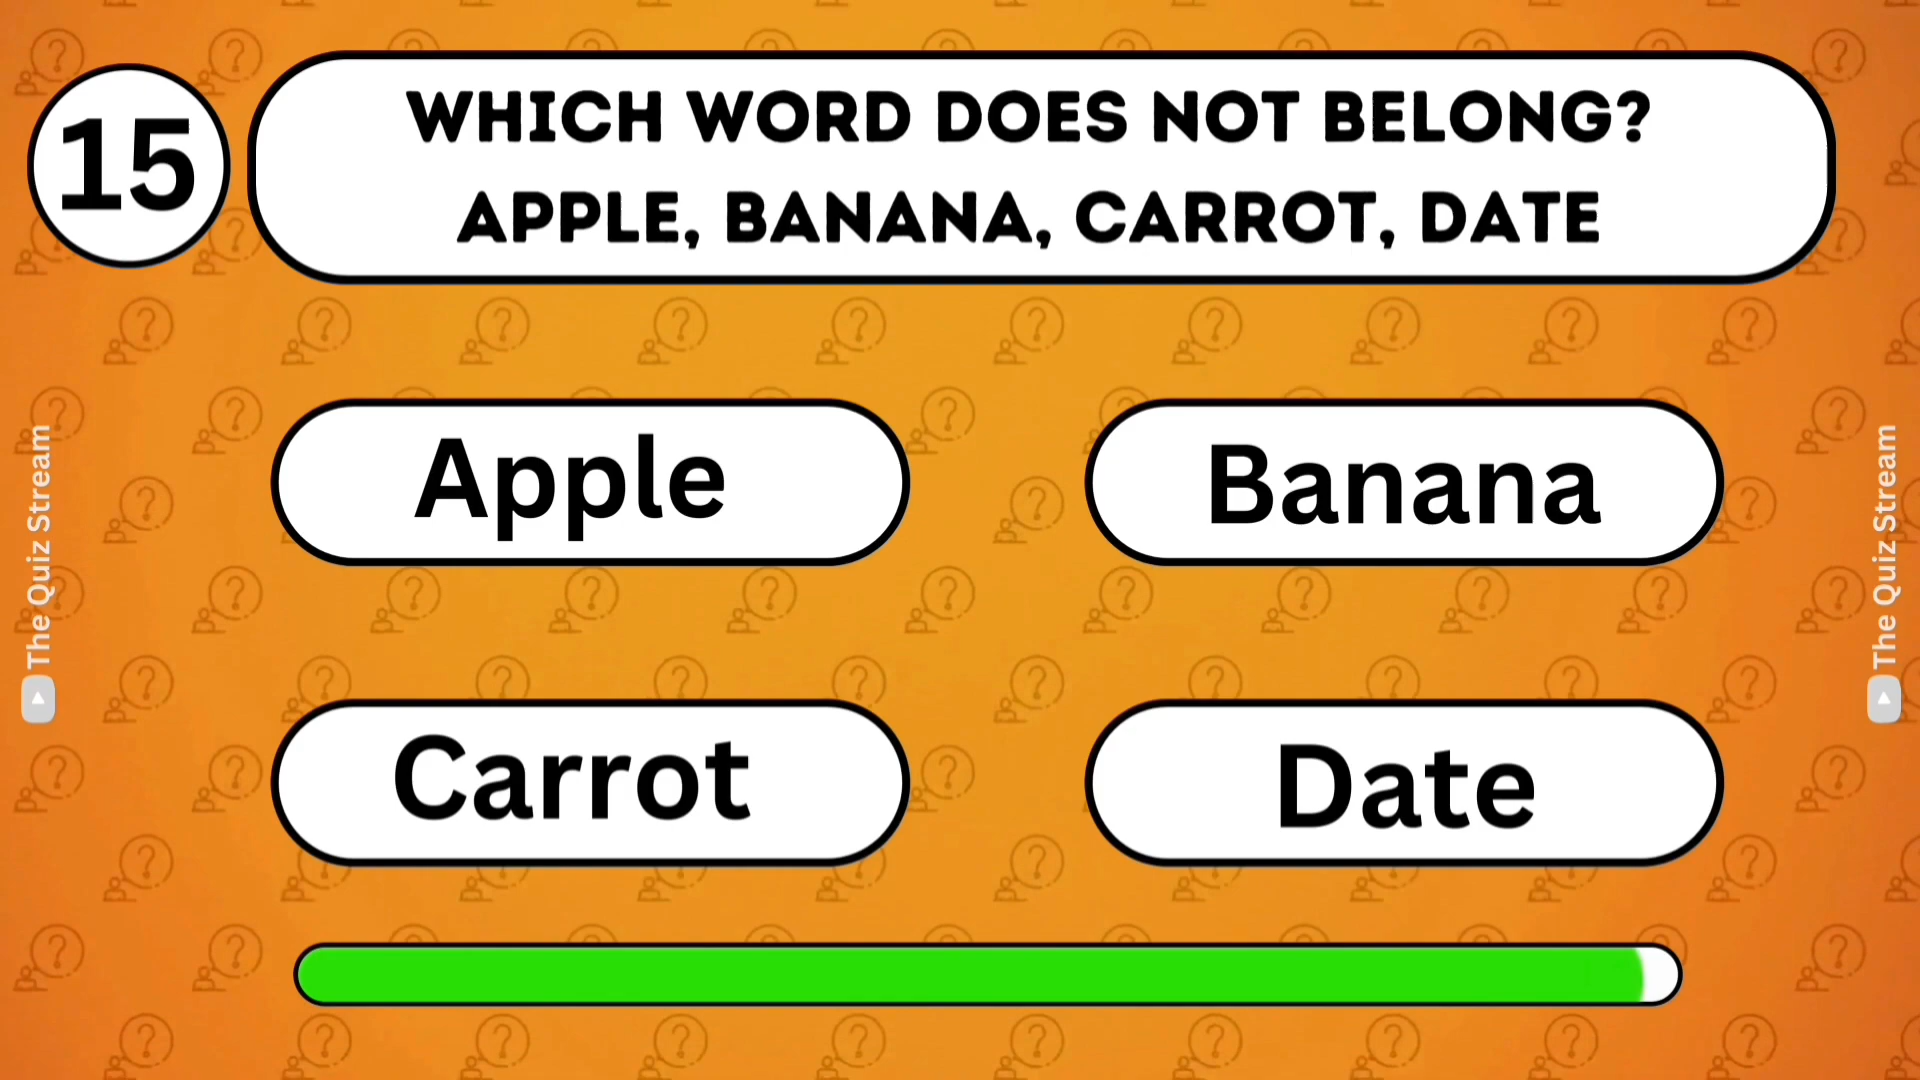 15
WHICH WORD DOES NOT BELONG?
APPLE, BANANA, CARROT, DATE
Apple
Banana
Carrot
Date
The Quiz Stream
The Quiz Stream